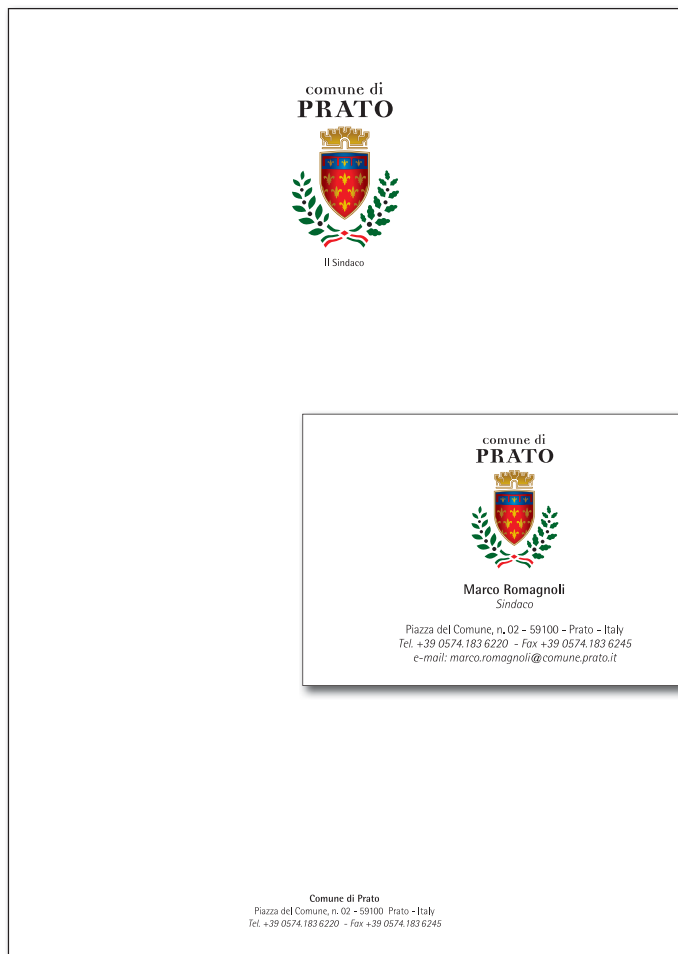 comune di
PRATO
Il Sindaco
comune di
PRATO
Marco Romagnoli
Sindaco
Piazza del Comune, n. 02 - 59100 - Prato - Italy
Tel. +39 0574.183 6220 - Fax +39 0574.183 6245
e-mail: marco.romagnoli@comune.prato.it
Comune di Prato
Piazza del Comune, n. 02 - 59100 Prato - Italy
Tel. +39 0574.183 6220 - Fax +39 0574.183 6245